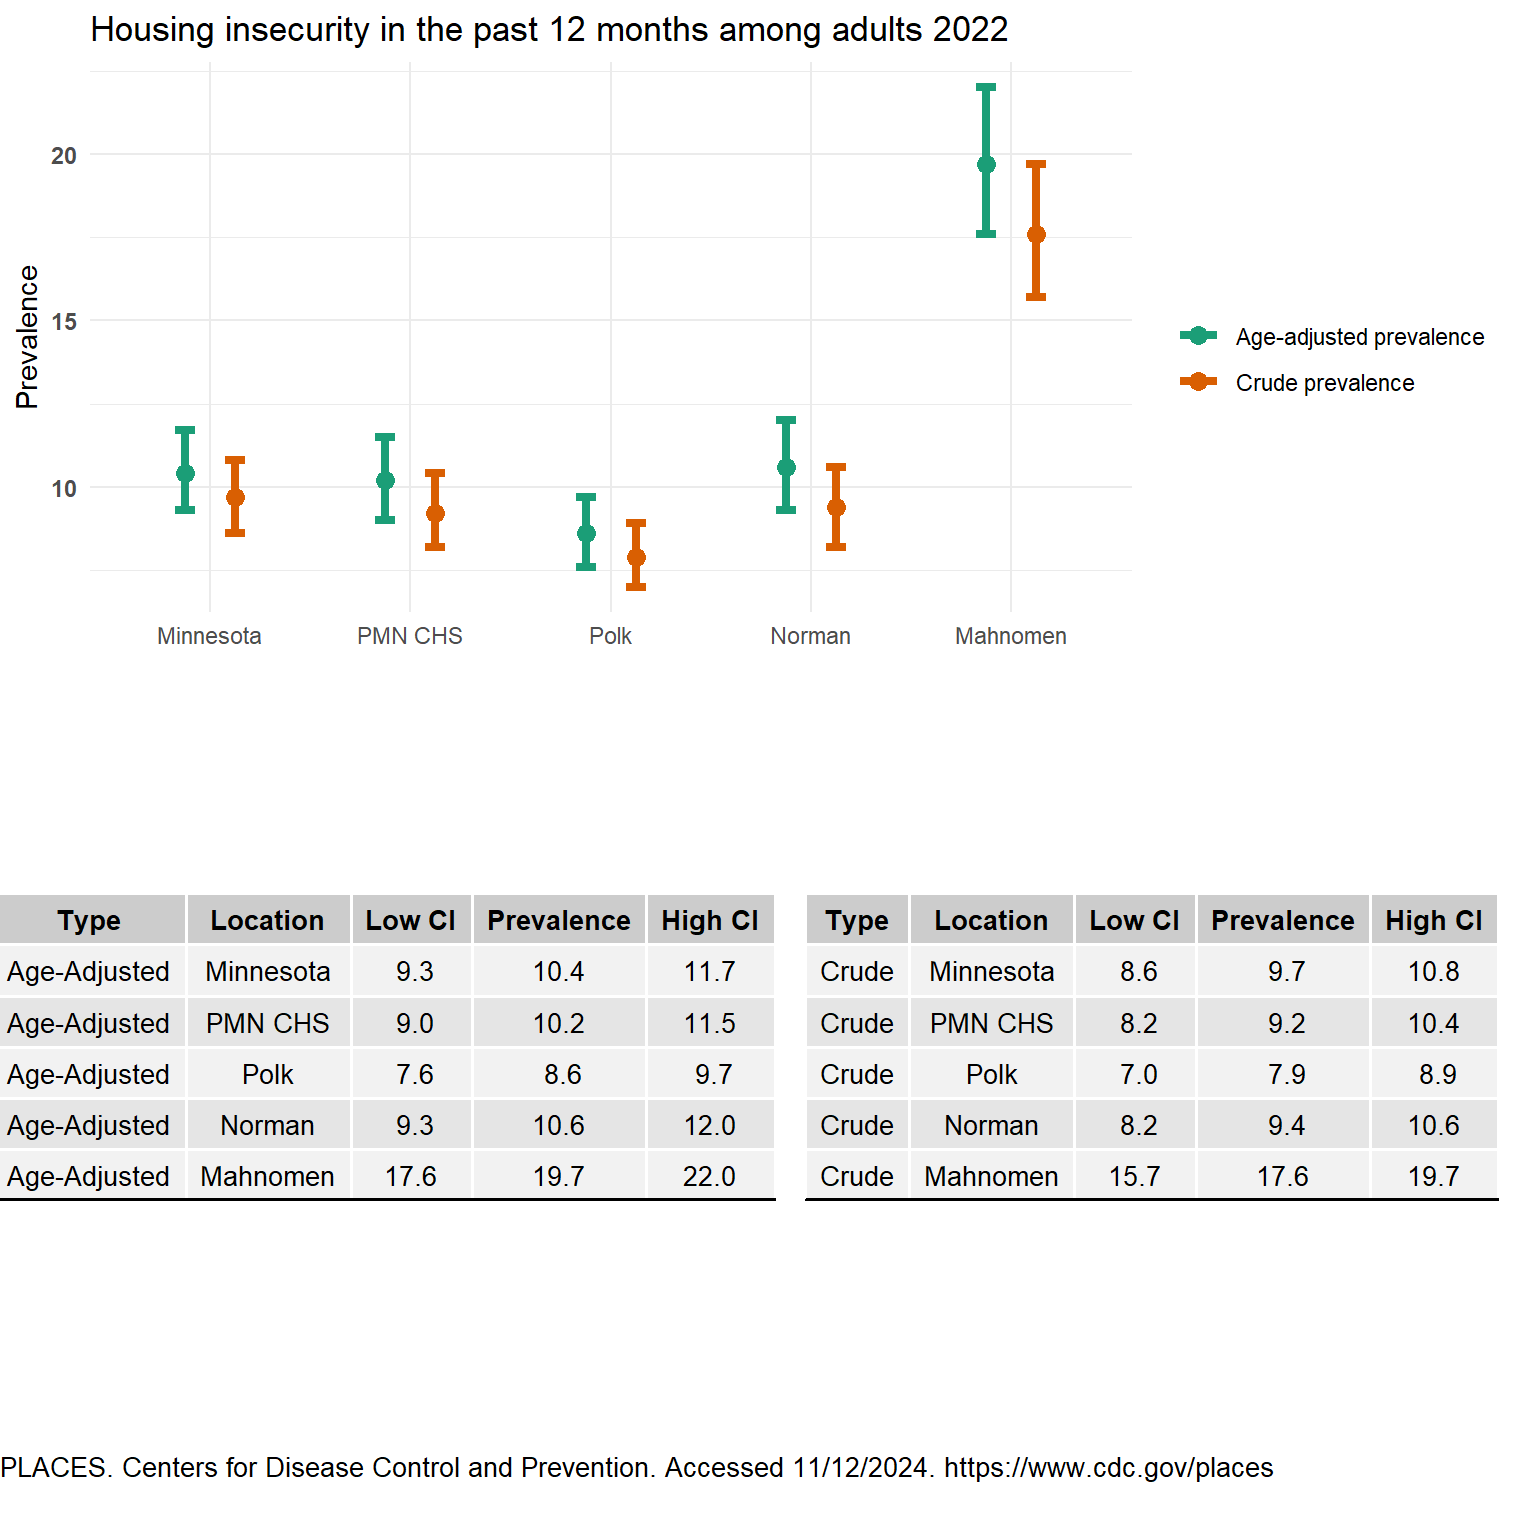 Housing insecurity in the past 12 months among adults 2022
Prevalence
20
15
10
Minnesota PMN CHS Polk Norman Mahnomen
Age-adjusted prevalence
Crude prevalence
Type Location Low CI Prevalence High CI
Age-Adjusted Minnesota 9.3 10.4 11.7
Age-Adjusted PMN CHS 9.0 10.2 11.5
Age-Adjusted Polk 7.6 8.6 9.7
Age-Adjusted Norman 9.3 10.6 12.0
Age-Adjusted Mahnomen 17.6 19.7 22.0
Type Location Low CI Prevalence High CI
Crude Minnesota 8.6 9.7 10.8
Crude PMN CHS 8.2 9.2 10.4
Crude Polk 7.0 7.9 8.9
Crude Norman 8.2 9.4 10.6
Crude Mahnomen 15.7 17.6 19.7
PLACES. Centers for Disease Control and Prevention. Accessed 11/12/2024. https://www.cdc.gov/places